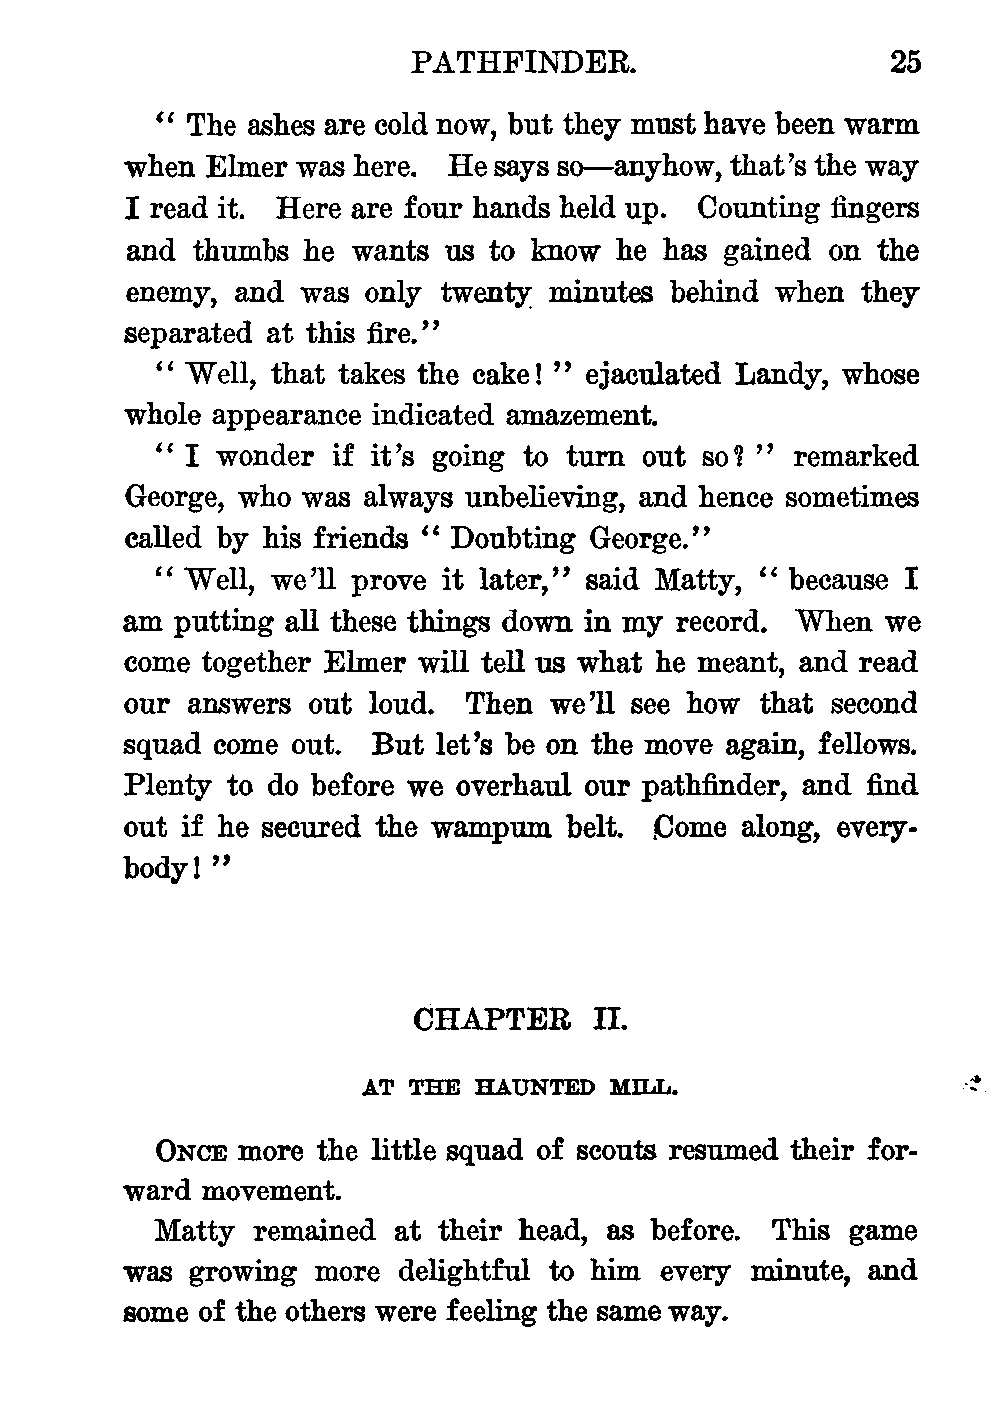 PATHFINDER. 25
“ The ashes are cold now, but they must have been warm
when Elmer was here. He says so—anyhow, that’s the way
I read it. Here are four hands held up. Counting fingers
and thumbs he wants us to know he has gained on the
enemy, and was only twenty minutes behind when they
separated at this fire.”
“ Well, that takes the cake! ” ejaculated Landy, whose
whole appearance indicated amazement.
“ I wonder if it’s going to turn out so? ” remarked
George, who was always unbelieving, and hence sometimes
called by his friends “ Doubting George.”
“ Well, we’ll prove it later,” said Matty, “ because I
am putting all these things down in my record. When we
come together Elmer will tell us what he meant, and read
our answers out loud. Then we’ll see how that second
squad come out. But let’s be on the move again, fellows.
Plenty to do before we overhaul our pathfinder, and find
out if he secured the wampum belt. Come along, every-
body! ”
CHAPTER II.
AT THE HAUNTED MILL.
ONCE more the little squad of scouts resumed their for-
ward movement.
Matty remained at their head, as before. This game
was growing more delightful to him every minute, and
some of the others were feeling the same way.